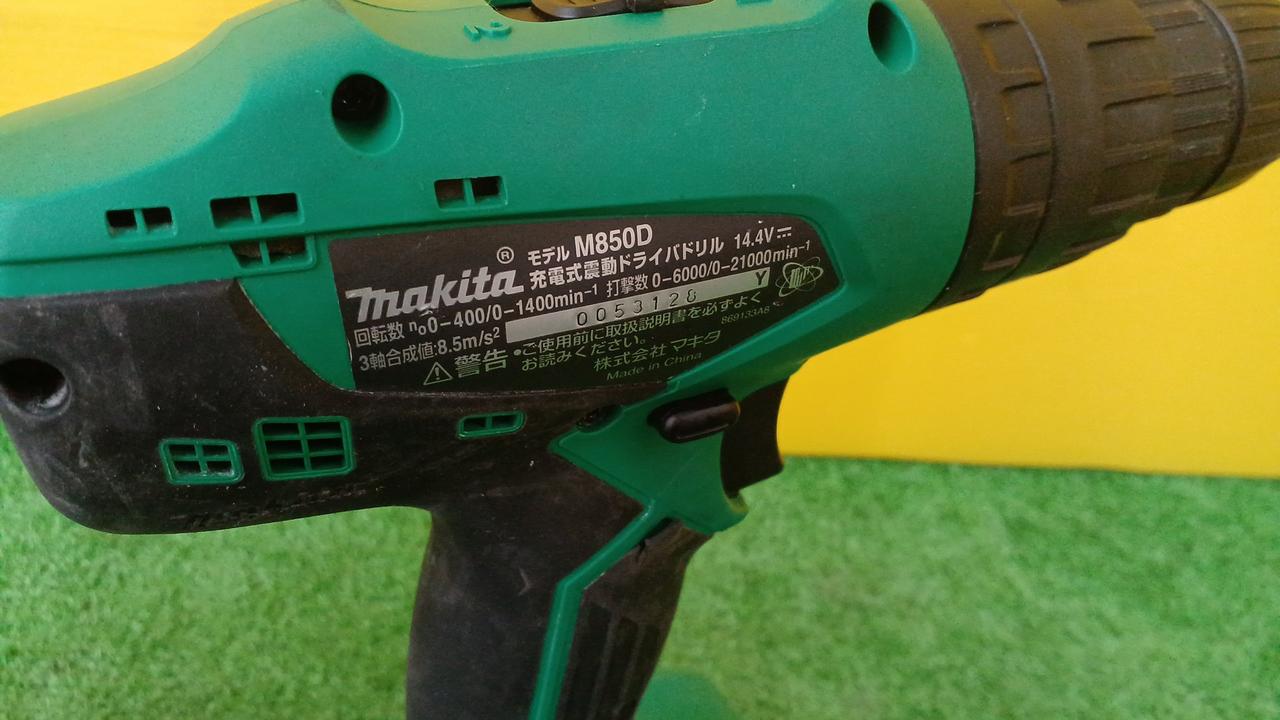 makita®
モデル M850D
充電式震動ドライバドリル 14.4V
回転数 n₀0-400/0-1400min⁻¹ 打撃数 0-6000/0-21000min⁻¹
3軸合成値:8.5m/s²
0053128 Y
警告 •ご使用前に取扱説明書を必ずよく
お読みください。
869133A8
株式会社 マキタ
Made in China